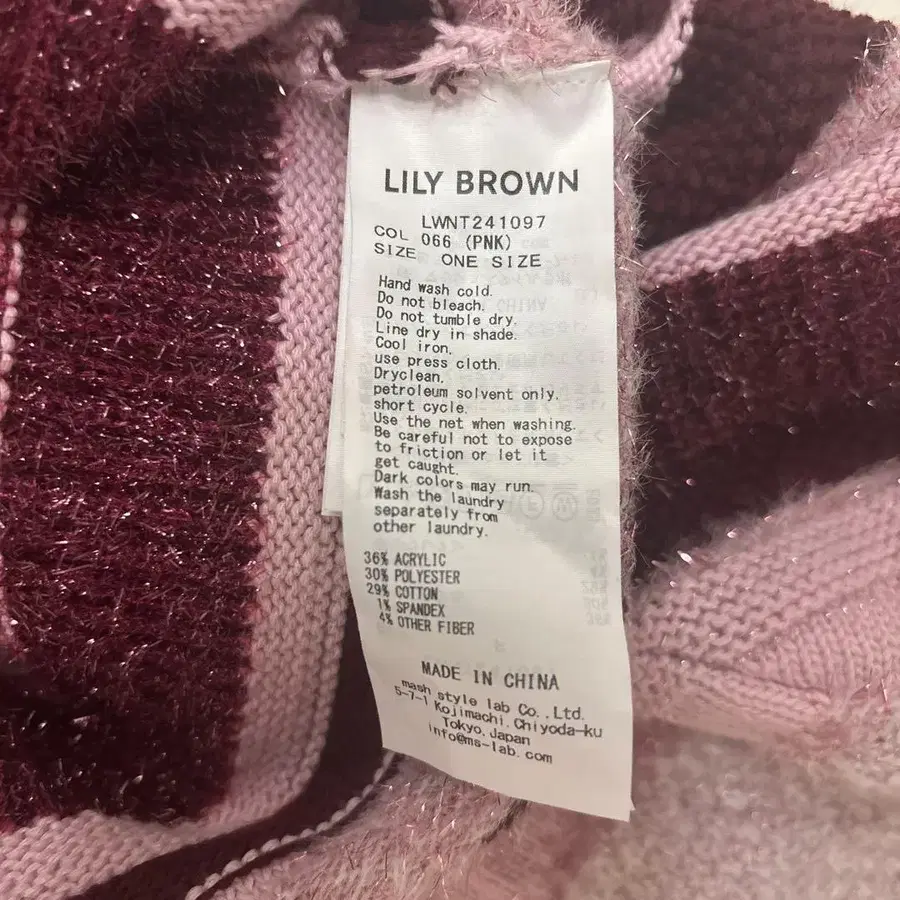 LILY BROWN
LWNT241097
COL 066 (PNK)
SIZE ONE SIZE
Hand wash cold.
Do not bleach.
Do not tumble dry.
Line dry in shade.
Cool iron.
use press cloth.
Dryclean.
petroleum solvent only.
short cycle.
Use the net when washing.
Be careful not to expose
to friction or let it
get caught.
Dark colors may run.
Wash the laundry
separately from
other laundry.
36% ACRYLIC
30% POLYESTER
29% COTTON
1% SPANDEX
4% OTHER FIBER
MADE IN CHINA
mash style lab Co.,Ltd.
5-7-1 Kojimachi.Chiyoda-ku
Tokyo.Japan
info@ms-lab.com